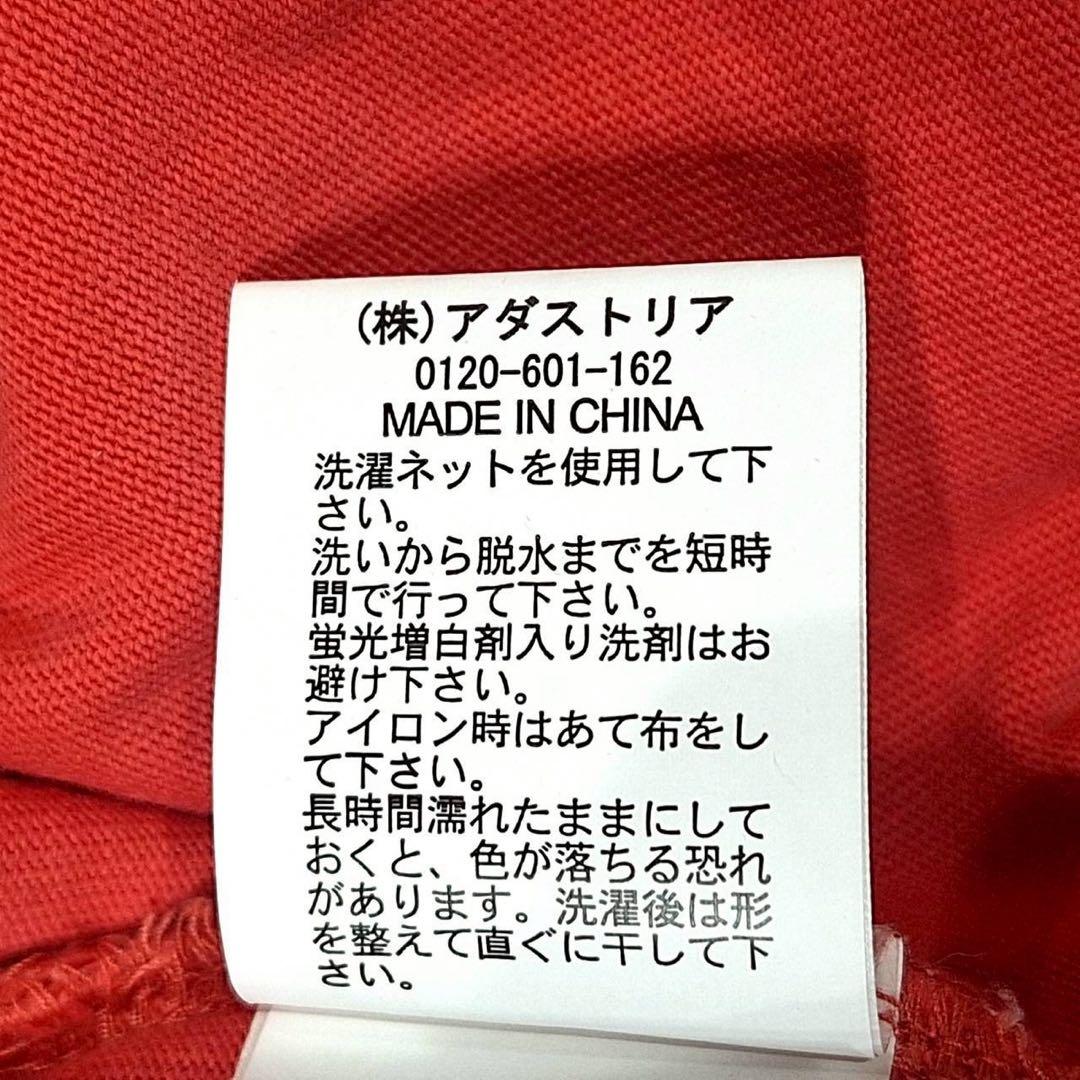 (株)アダストリア
0120-601-162
MADE IN CHINA
洗濯ネットを使用して下
さい。
洗いから脱水までを短時
間で行って下さい。
蛍光増白剤入り洗剤はお
避け下さい。
アイロン時はあて布をし
て下さい。
長時間濡れたままにして
おくと、色が落ちる恐れ
があります。洗濯後は形
を整えて直ぐに干して下
さい。